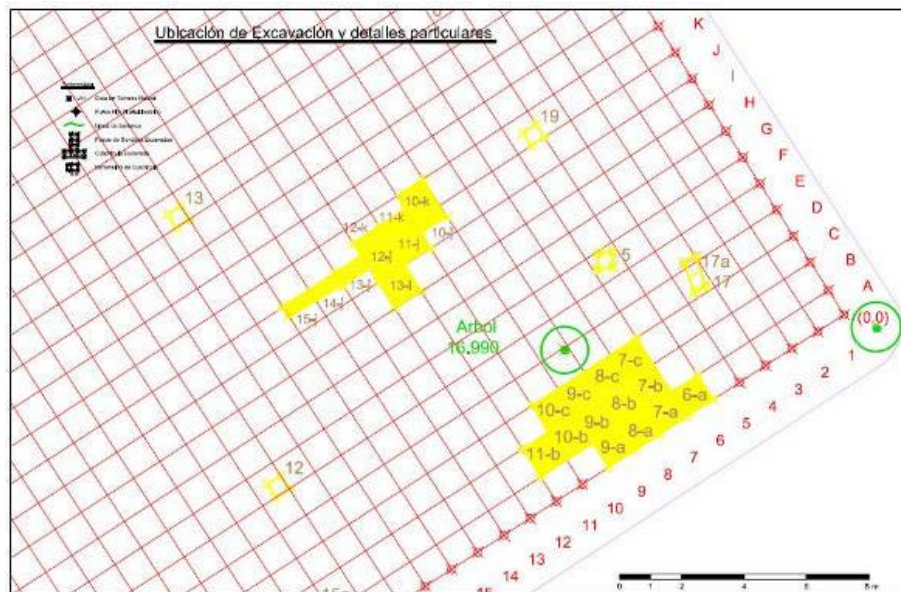 Ubicación de Excavación y detalles particulares
K
J
I
H
G
F
E
D
C
B
A
(0.0)
19
13
10-k
11-k
12-k
10-j
11-j
12-j
13-j
14-j
15-j
5
17a
17
Arbol
16.990
7-c
8-c
9-c
10-c
7-b
8-b
9-b
10-b
11-b
6-a
7-a
8-a
9-a
12
1
2
3
4
5
6
7
8
9
10
11
12
13
14
15
0 1 2 4 6 8 m